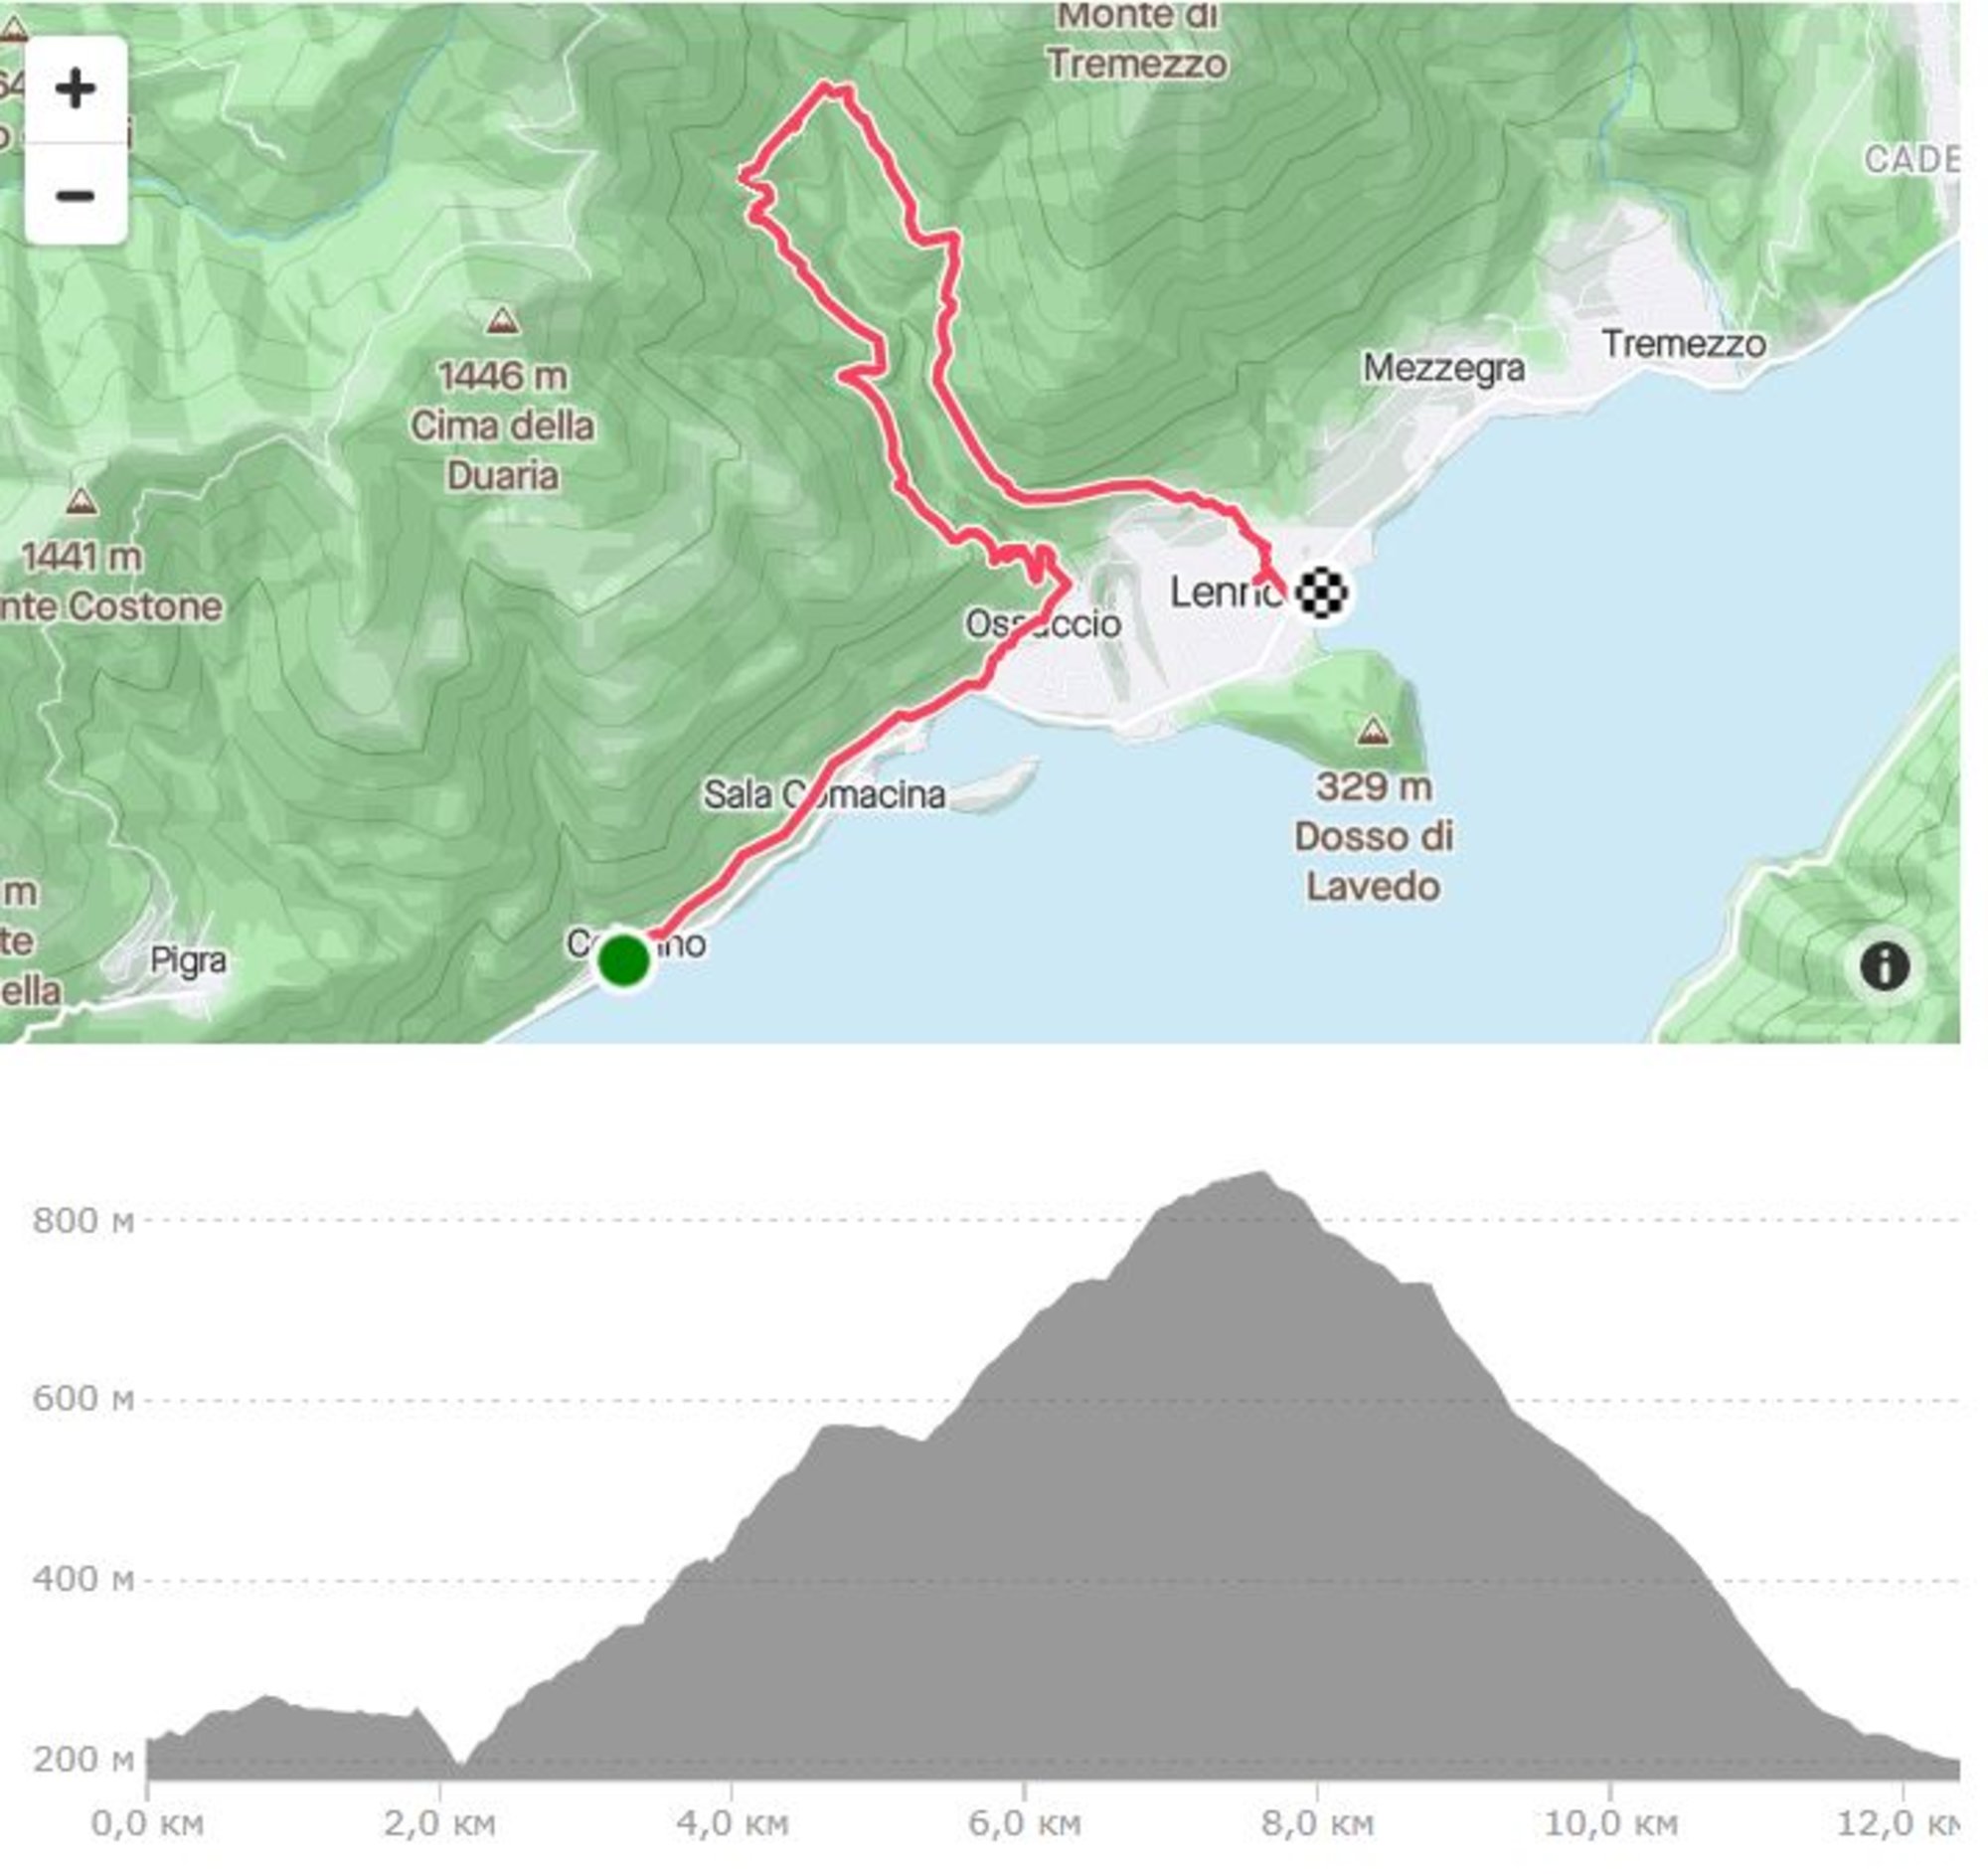 Monte di
Tremezzo
CADE
Tremezzo
Mezzegra
1446 m
Cima della
Duaria
1441 m
nte Costone
Lenno
Ossuccio
329 m
Dosso di
Lavedo
Sala Comacina
m
te
ella
Pigra
800 м
600 м
400 м
200 м
0,0 км
2,0 км
4,0 км
6,0 км
8,0 км
10,0 км
12,0 км